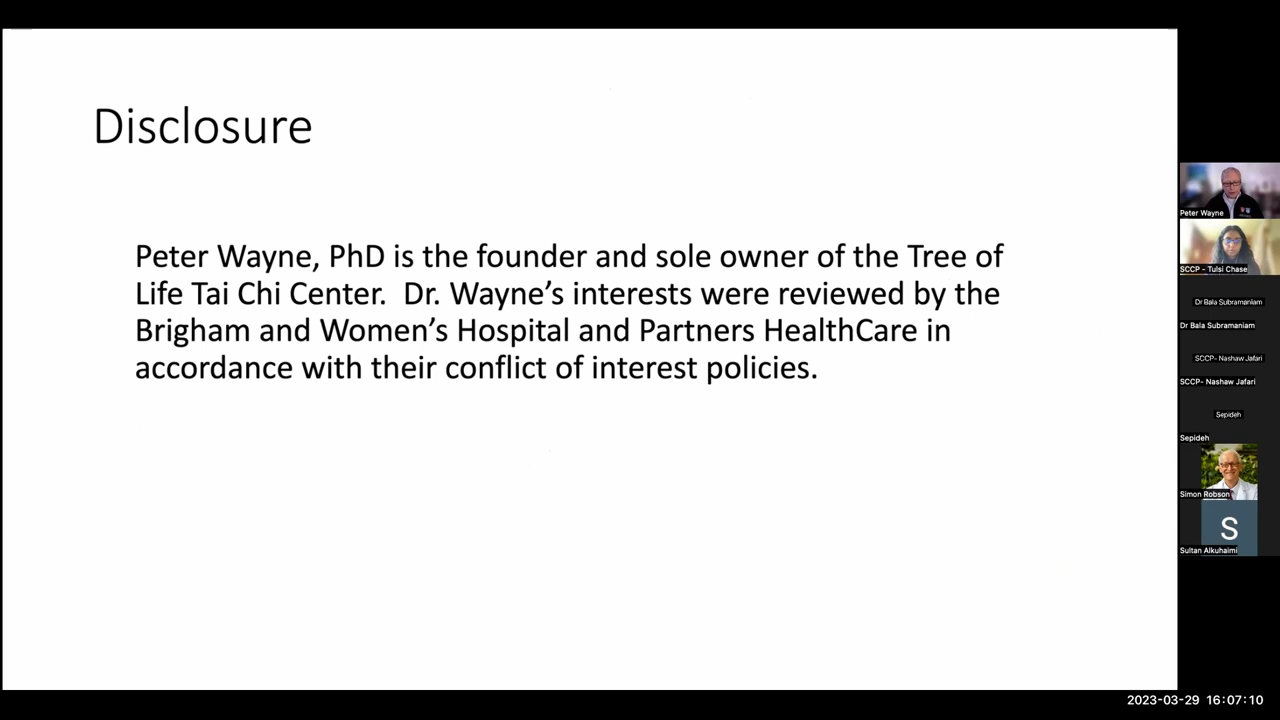 Disclosure
Peter Wayne, PhD is the founder and sole owner of the Tree of
Life Tai Chi Center.  Dr. Wayne’s interests were reviewed by the
Brigham and Women’s Hospital and Partners HealthCare in
accordance with their conflict of interest policies.
Peter Wayne
SCCP - Tulsi Chase
Dr Bala Subramaniam
Dr Bala Subramaniam
SCCP- Nashaw Jafari
SCCP- Nashaw Jafari
Sepideh
Sepideh
Simon Robson
S
Sultan Alkuhaimi
2023-03-29 16:07:10